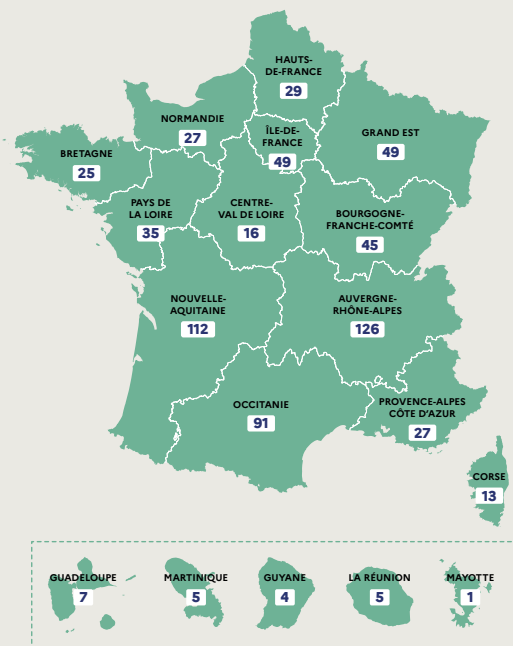 HAUTS-
DE-FRANCE
29
NORMANDIE
27
ÎLE-DE-
FRANCE
49
GRAND EST
49
BRETAGNE
25
PAYS DE
LA LOIRE
35
CENTRE-
VAL DE LOIRE
16
BOURGOGNE-
FRANCHE-COMTÉ
45
NOUVELLE-
AQUITAINE
112
AUVERGNE-
RHÔNE-ALPES
126
OCCITANIE
91
PROVENCE-ALPES
CÔTE D'AZUR
27
CORSE
13
GUADELOUPE
7
MARTINIQUE
5
GUYANE
4
LA RÉUNION
5
MAYOTTE
1